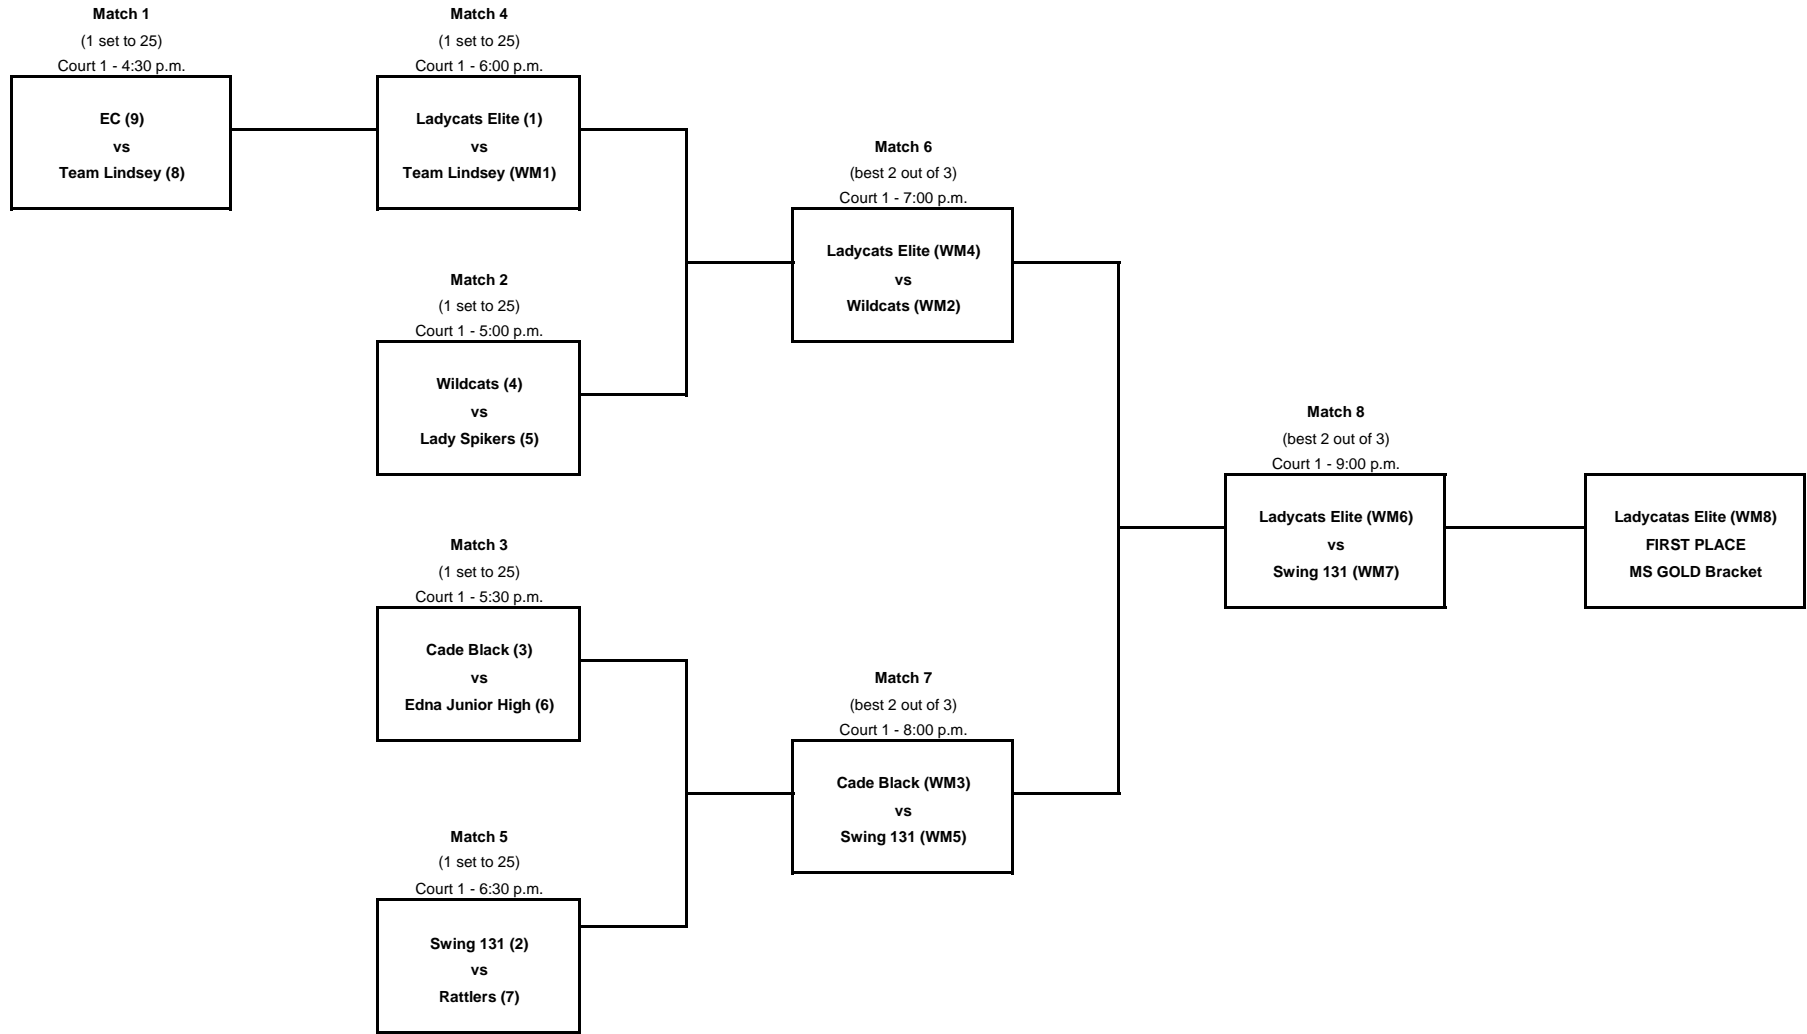 Match 1
(1 set to 25)
Court 1 - 4:30 p.m.
EC (9)
vs
Team Lindsey (8)
Match 4
(1 set to 25)
Court 1 - 6:00 p.m.
Ladycats Elite (1)
vs
Team Lindsey (WM1)
Match 2
(1 set to 25)
Court 1 - 5:00 p.m.
Wildcats (4)
vs
Lady Spikers (5)
Match 3
(1 set to 25)
Court 1 - 5:30 p.m.
Cade Black (3)
vs
Edna Junior High (6)
Match 5
(1 set to 25)
Court 1 - 6:30 p.m.
Swing 131 (2)
vs
Rattlers (7)
Match 6
(best 2 out of 3)
Court 1 - 7:00 p.m.
Ladycats Elite (WM4)
vs
Wildcats (WM2)
Match 7
(best 2 out of 3)
Court 1 - 8:00 p.m.
Cade Black (WM3)
vs
Swing 131 (WM5)
Match 8
(best 2 out of 3)
Court 1 - 9:00 p.m.
Ladycats Elite (WM6)
vs
Swing 131 (WM7)
Ladycatas Elite (WM8)
FIRST PLACE
MS GOLD Bracket